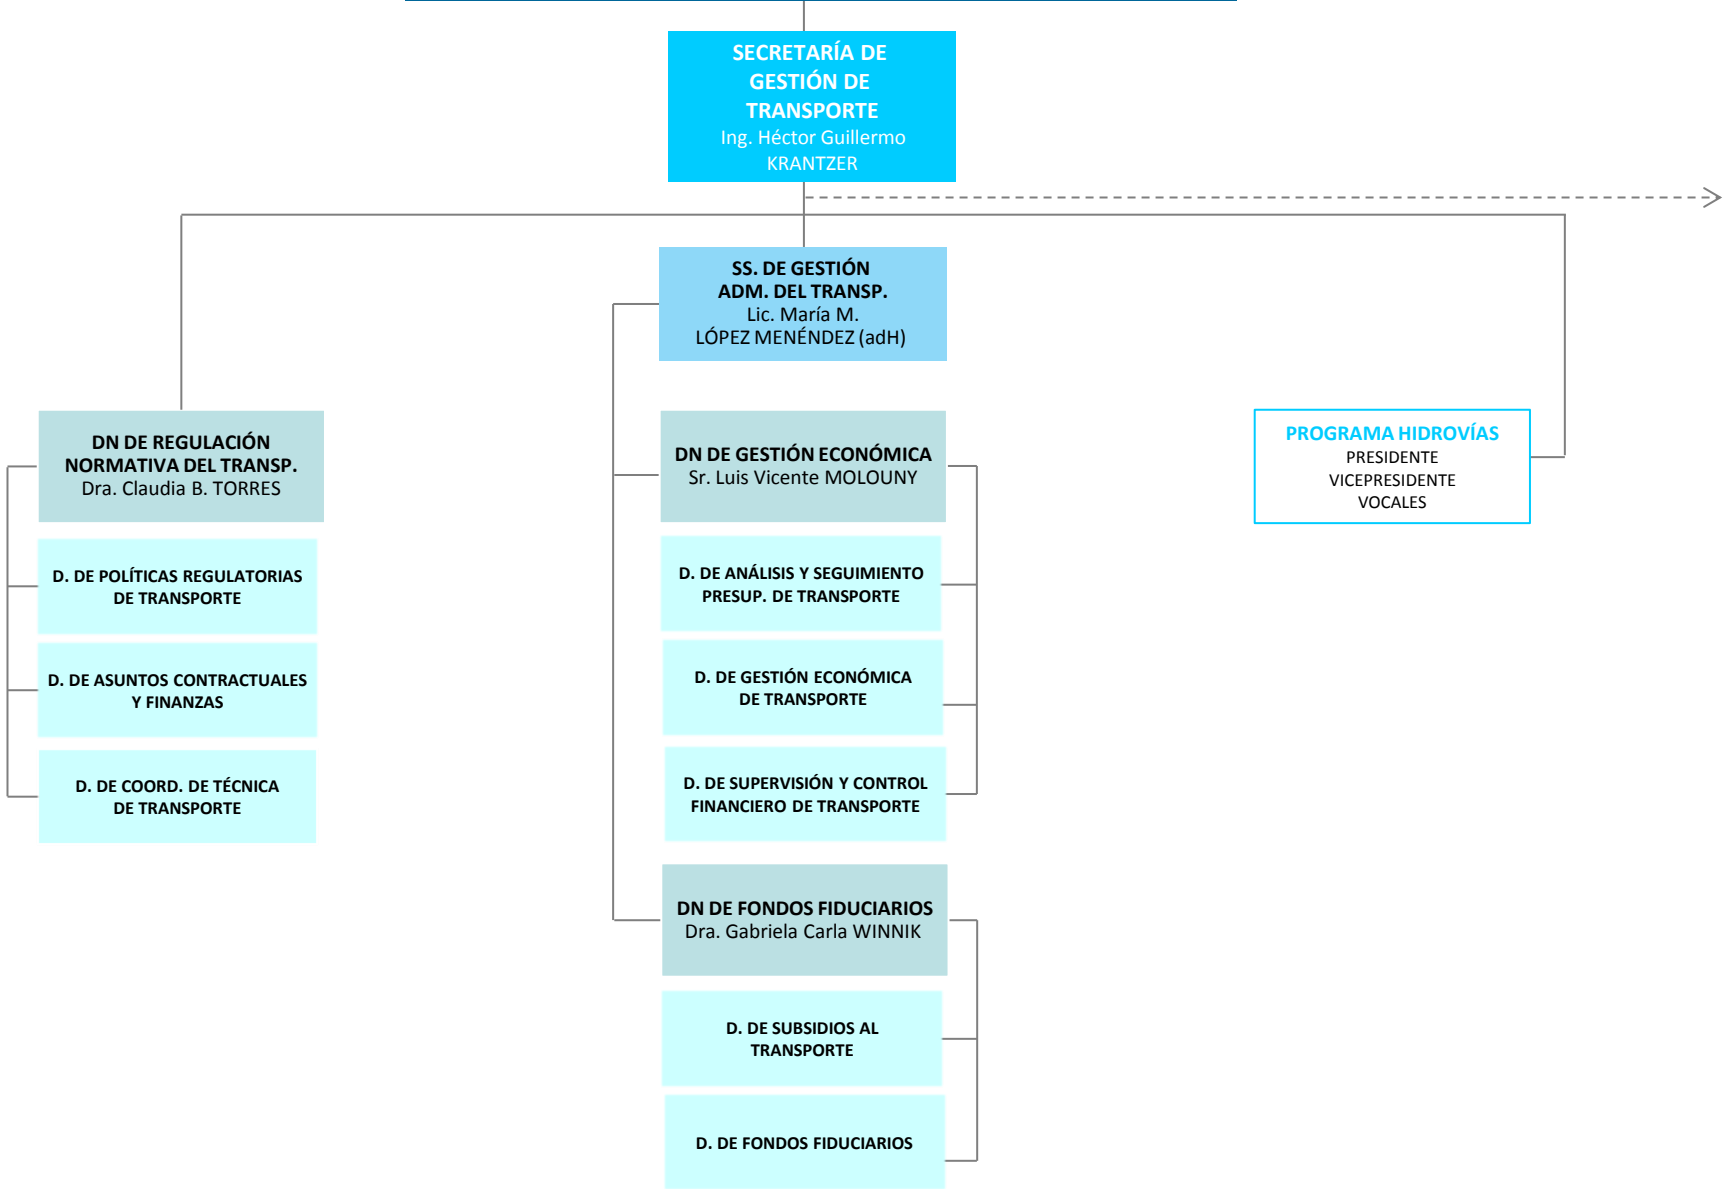 SECRETARÍA DE
GESTIÓN DE
TRANSPORTE
Ing. Héctor Guillermo
KRANTZER
SS. DE GESTIÓN
ADM. DEL TRANSP.
Lic. María M.
LÓPEZ MENÉNDEZ (adH)
DN DE REGULACIÓN
NORMATIVA DEL TRANSP.
Dra. Claudia B. TORRES
D. DE POLÍTICAS REGULATORIAS
DE TRANSPORTE
D. DE ASUNTOS CONTRACTUALES
Y FINANZAS
D. DE COORD. DE TÉCNICA
DE TRANSPORTE
DN DE GESTIÓN ECONÓMICA
Sr. Luis Vicente MOLOUNY
D. DE ANÁLISIS Y SEGUIMIENTO
PRESUP. DE TRANSPORTE
D. DE GESTIÓN ECONÓMICA
DE TRANSPORTE
D. DE SUPERVISIÓN Y CONTROL
FINANCIERO DE TRANSPORTE
DN DE FONDOS FIDUCIARIOS
Dra. Gabriela Carla WINNIK
D. DE SUBSIDIOS AL
TRANSPORTE
D. DE FONDOS FIDUCIARIOS
PROGRAMA HIDROVÍAS
PRESIDENTE
VICEPRESIDENTE
VOCALES